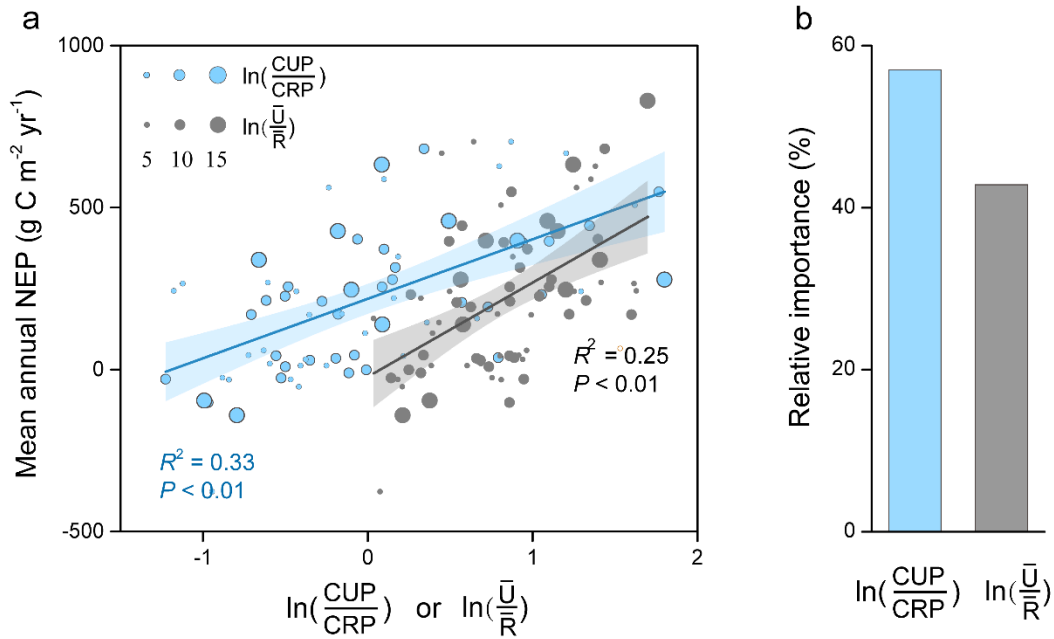 a
b
Mean annual NEP (g C m⁻² yr⁻¹)
1000
500
0
-500
ln(CUP/CRP)
ln(Ū/R̄)
5 10 15
R² = 0.25
P < 0.01
R² = 0.33
P < 0.01
-1 0 1 2
ln(CUP/CRP) or ln(Ū/R̄)
Relative importance (%)
60
40
20
0
ln(CUP/CRP) ln(Ū/R̄)